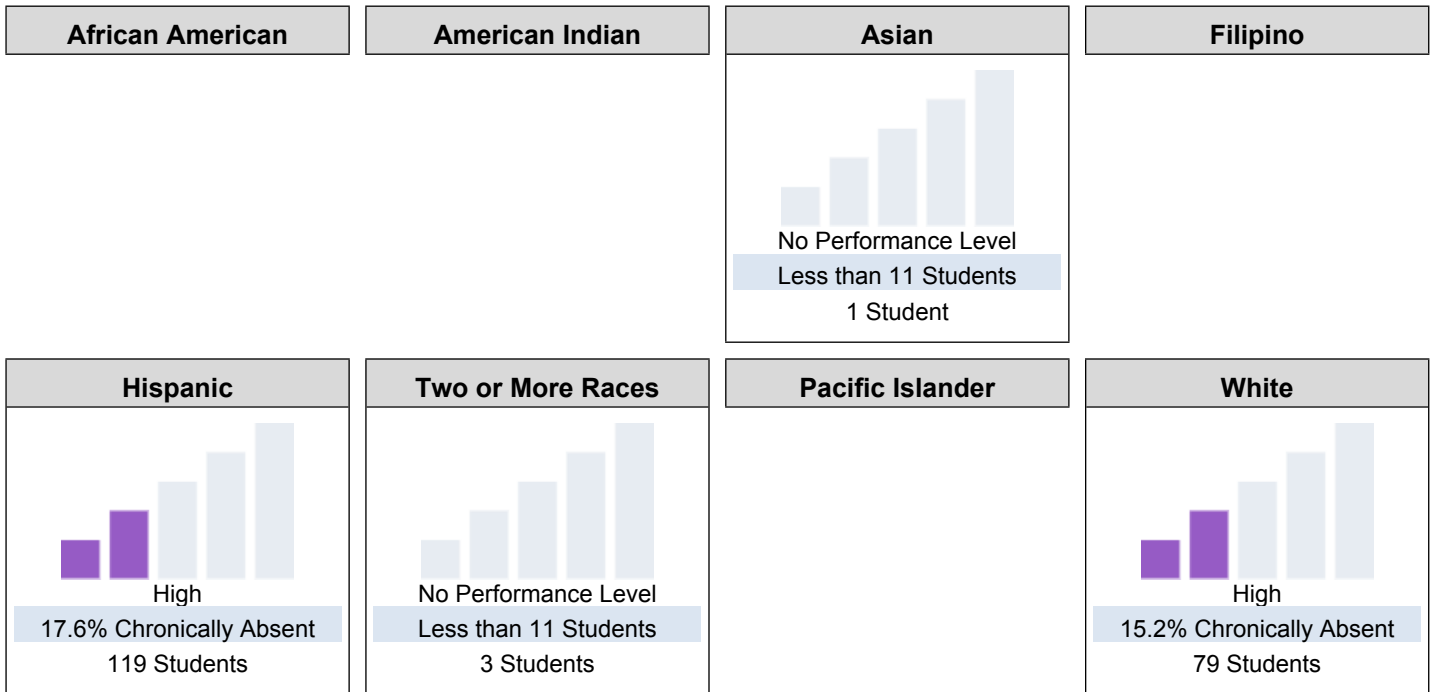 African American
American Indian
Asian
Filipino
No Performance Level
Less than 11 Students
1 Student
Hispanic
Two or More Races
Pacific Islander
White
High
17.6% Chronically Absent
119 Students
No Performance Level
Less than 11 Students
3 Students
High
15.2% Chronically Absent
79 Students